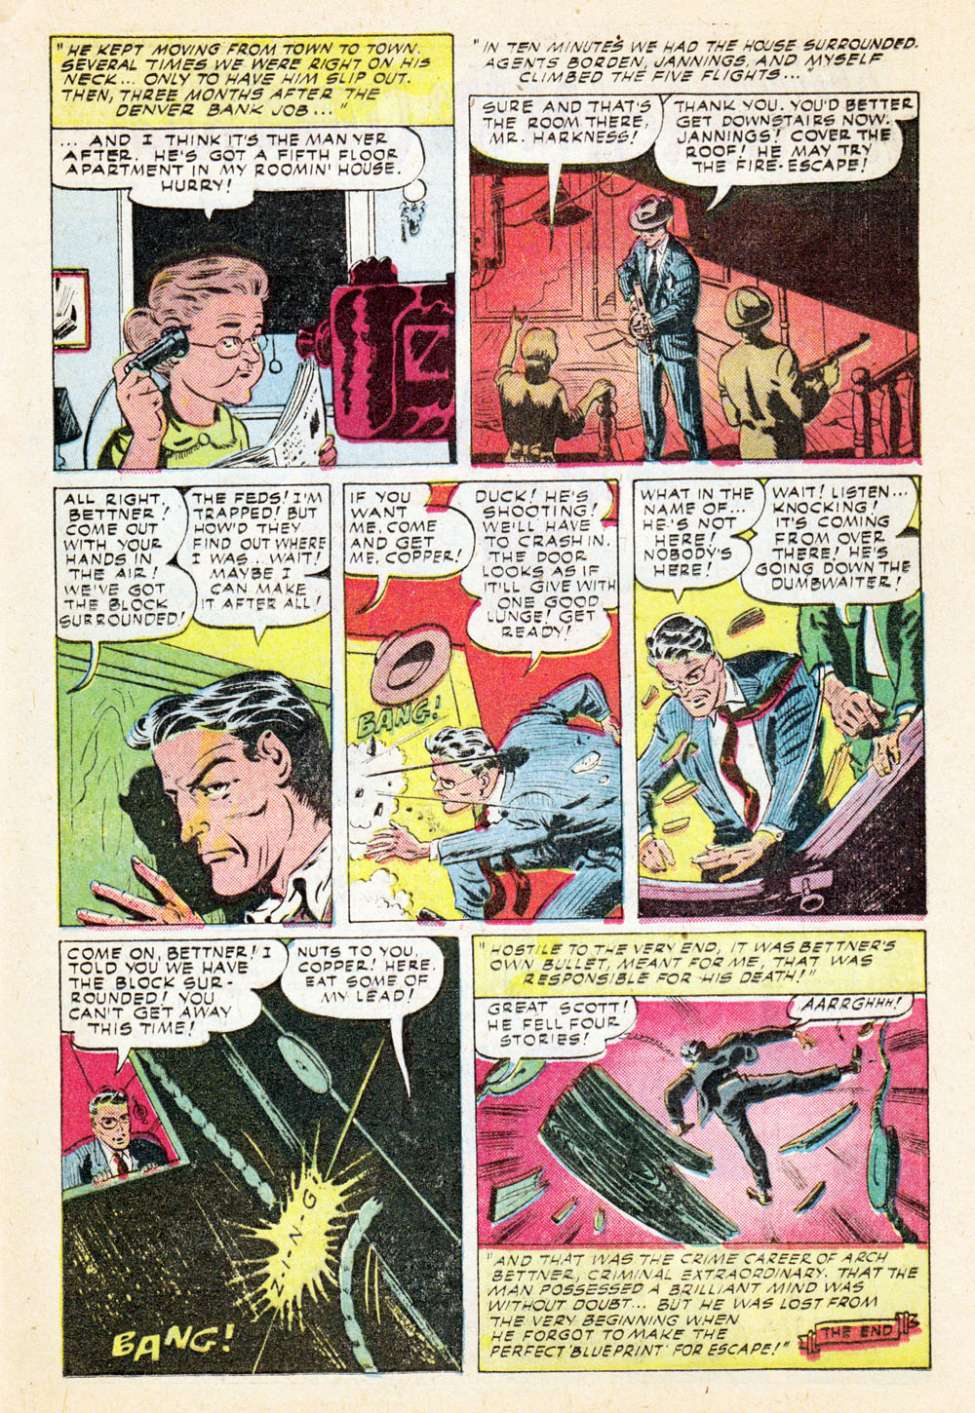 "HE KEPT MOVING FROM TOWN TO TOWN.
SEVERAL TIMES WE WERE RIGHT ON HIS
NECK... ONLY TO HAVE HIM SLIP OUT.
THEN, THREE MONTHS AFTER THE
DENVER BANK JOB..."
... AND I THINK IT'S THE MAN YER
AFTER. HE'S GOT A FIFTH FLOOR
APARTMENT IN MY ROOMIN' HOUSE.
HURRY!
"IN TEN MINUTES WE HAD THE HOUSE SURROUNDED.
AGENTS BORDEN, JANNINGS, AND MYSELF
CLIMBED THE FIVE FLIGHTS..."
SURE AND THAT'S
THE ROOM THERE,
MR. HARKNESS!
THANK YOU. YOU'D BETTER
GET DOWNSTAIRS NOW.
JANNINGS! COVER THE
ROOF! HE MAY TRY
THE FIRE-ESCAPE!
ALL RIGHT,
BETTNER!
COME OUT
WITH YOUR
HANDS IN
THE AIR!
WE'VE GOT
THE BLOCK
SURROUNDED!
THE FEDS! I'M
TRAPPED! BUT
HOW'D THEY
FIND OUT WHERE
I WAS. WAIT!
MAYBE I
CAN MAKE
IT AFTER ALL!
IF YOU
WANT
ME, COME
AND GET
ME, COPPER!
DUCK! HE'S
SHOOTING!
WE'LL HAVE
TO CRASH IN.
THE DOOR
LOOKS AS IF
IT'LL GIVE WITH
ONE GOOD
LUNGE! GET
READY!
BANG!
WHAT IN THE
NAME OF...
HE'S NOT
HERE!
NOBODY'S
HERE!
WAIT! LISTEN...
KNOCKING!
IT'S COMING
FROM OVER
THERE! HE'S
GOING DOWN THE
DUMBWAITER!
COME ON, BETTNER! I
TOLD YOU WE HAVE
THE BLOCK SUR-
ROUNDED! YOU
CAN'T GET AWAY
THIS TIME!
NUTS TO YOU,
COPPER! HERE,
EAT SOME OF
MY LEAD!
Z-I-N-G-
BANG!
"HOSTILE TO THE VERY END, IT WAS BETTNER'S
OWN BULLET, MEANT FOR ME, THAT WAS
RESPONSIBLE FOR HIS DEATH!"
GREAT SCOTT!
HE FELL FOUR
STORIES!
AARRGHHH!
"AND THAT WAS THE CRIME CAREER OF ARCH
BETTNER, CRIMINAL EXTRAORDINARY. THAT THE
MAN POSSESSED A BRILLIANT MIND WAS
WITHOUT DOUBT... BUT HE WAS LOST FROM
THE VERY BEGINNING WHEN
HE FORGOT TO MAKE THE
PERFECT 'BLUEPRINT' FOR ESCAPE!"
THE END